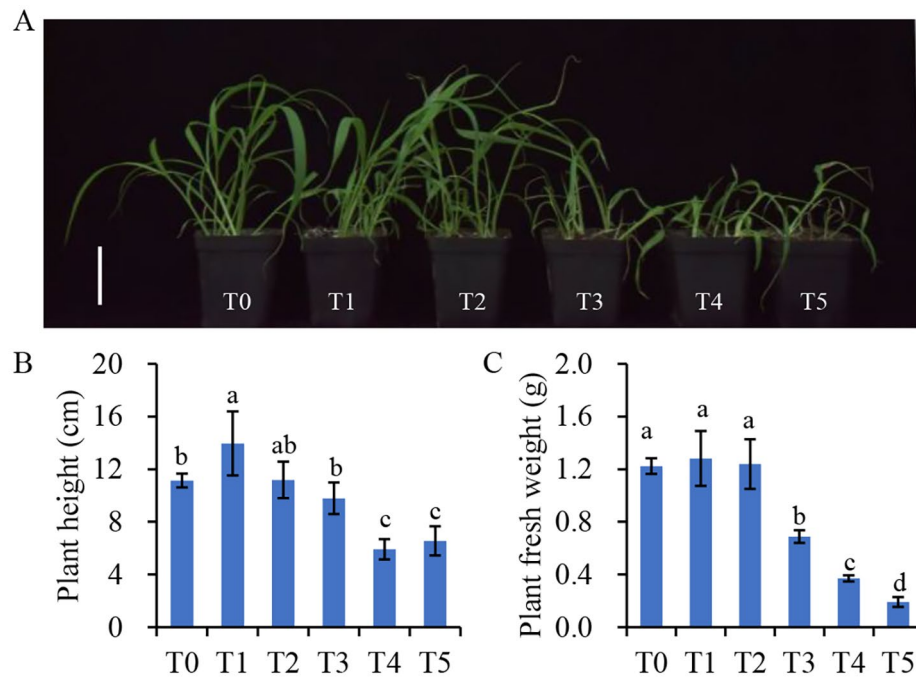 A
T0 T1 T2 T3 T4 T5
B
Plant height (cm)
20
16
12
8
4
0
b a ab b c c
T0 T1 T2 T3 T4 T5
C
Plant fresh weight (g)
2.0
1.6
1.2
0.8
0.4
0.0
a a a b c d
T0 T1 T2 T3 T4 T5